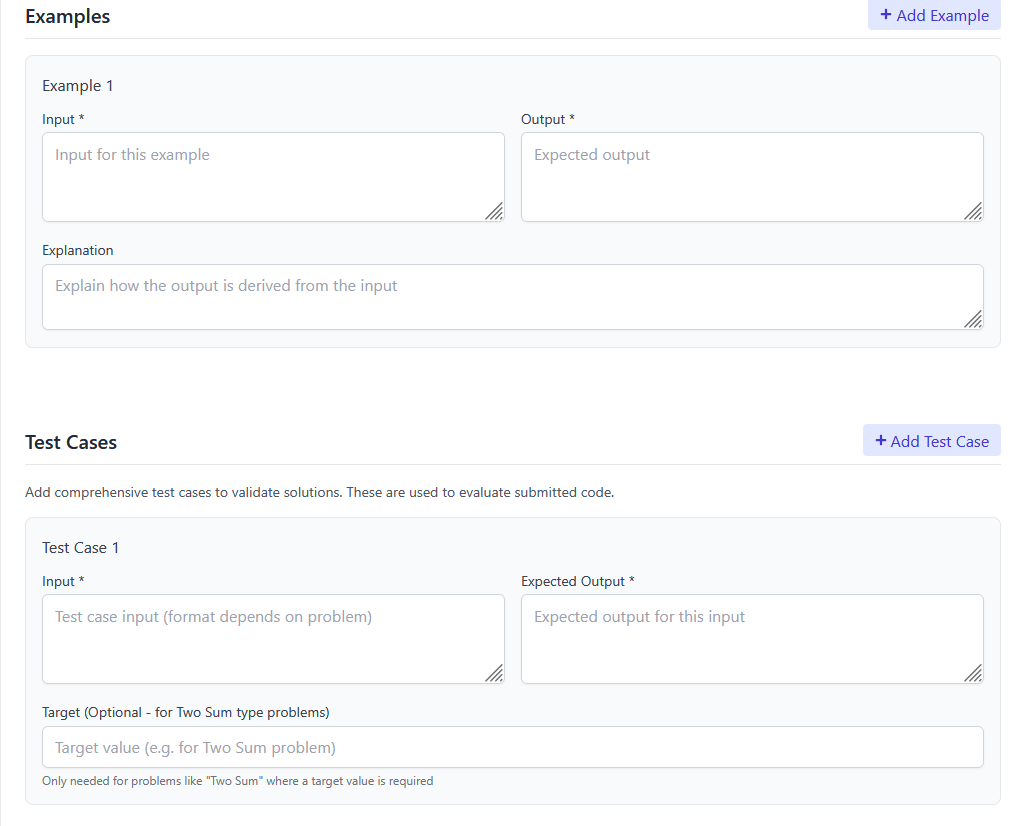 Examples
+ Add Example
Example 1
Input *
Output *
Input for this example
Expected output
Explanation
Explain how the output is derived from the input
Test Cases
+ Add Test Case
Add comprehensive test cases to validate solutions. These are used to evaluate submitted code.
Test Case 1
Input *
Expected Output *
Test case input (format depends on problem)
Expected output for this input
Target (Optional - for Two Sum type problems)
Target value (e.g. for Two Sum problem)
Only needed for problems like "Two Sum" where a target value is required